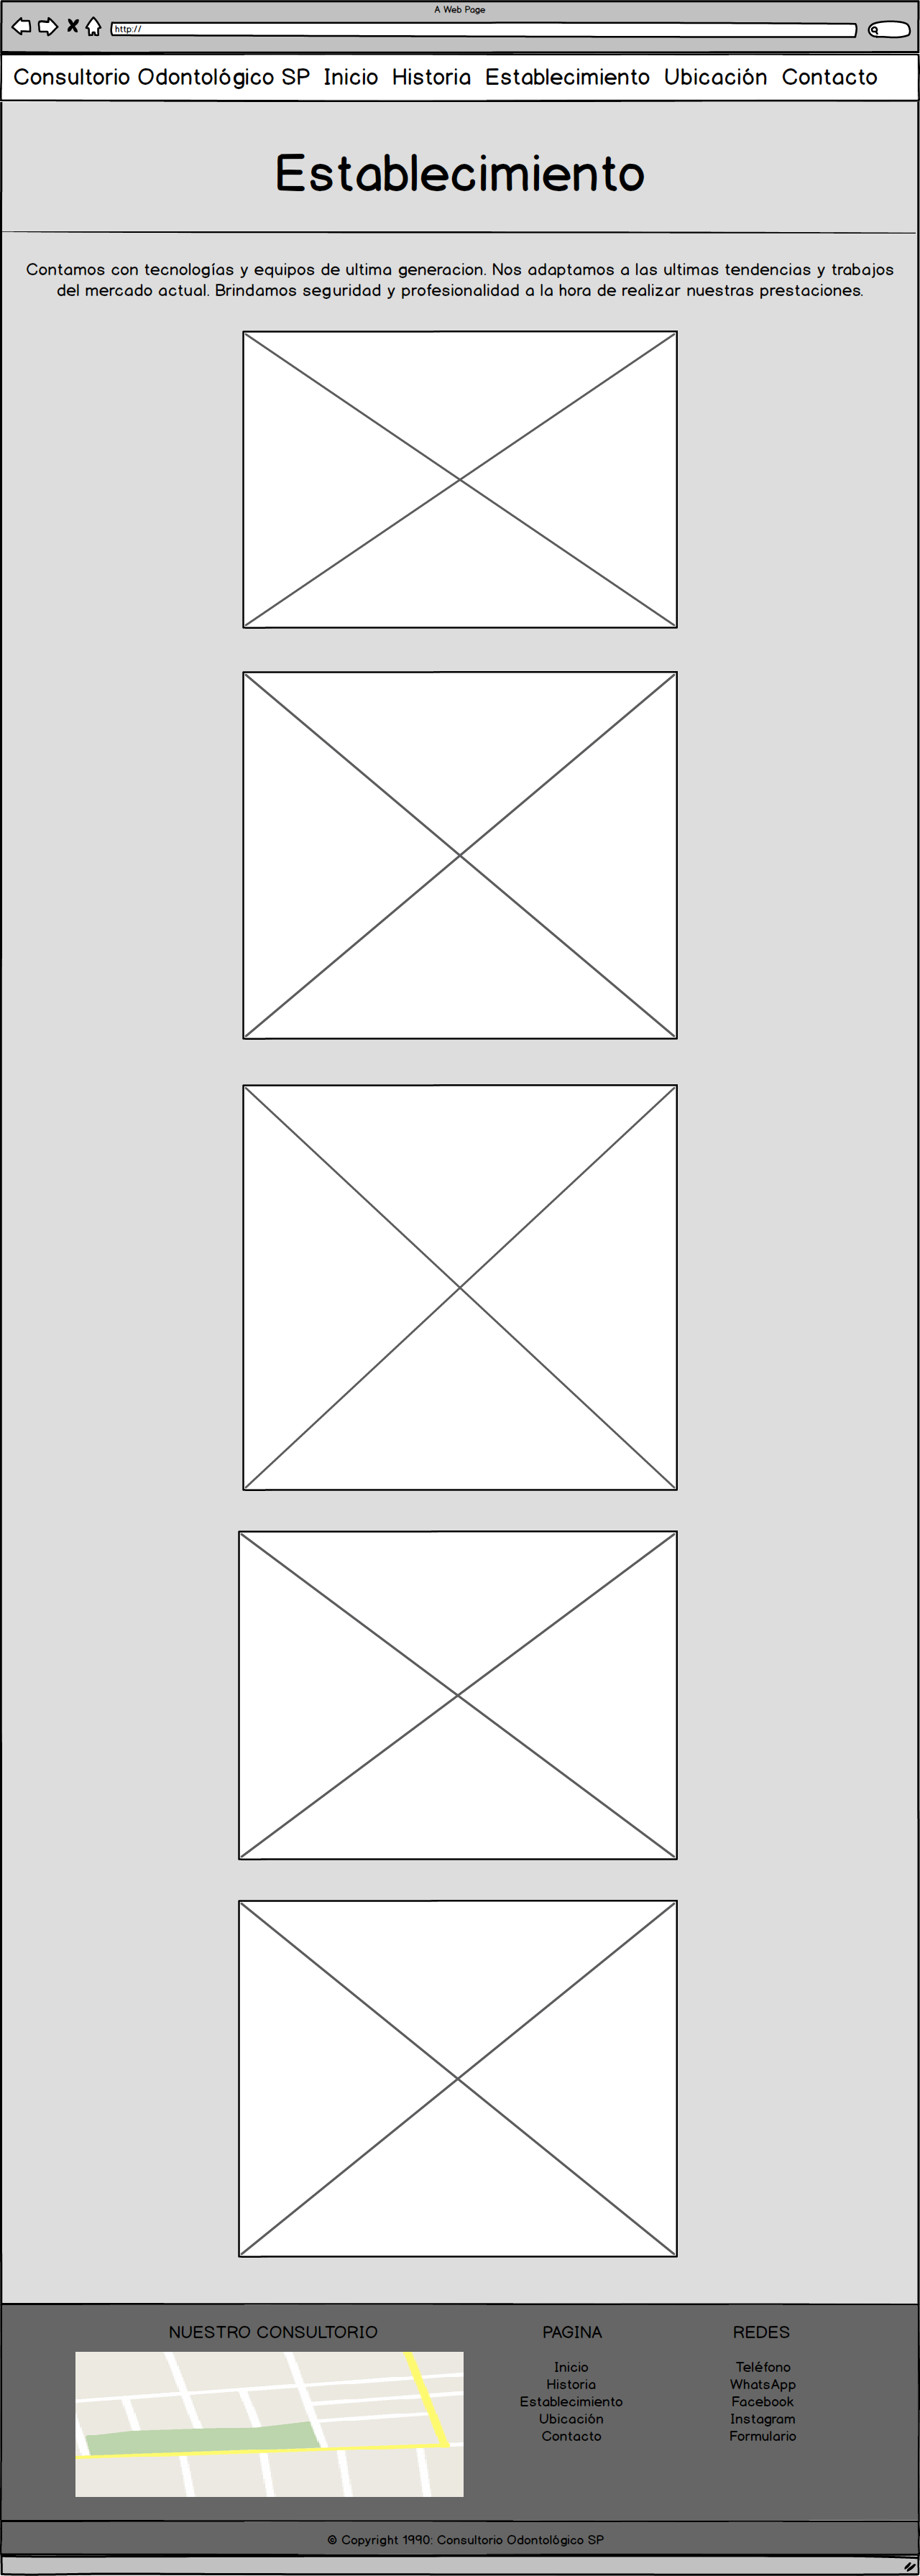 A Web Page
http://
Consultorio Odontológico SP Inicio Historia Establecimiento Ubicación Contacto
Establecimiento
Contamos con tecnologías y equipos de ultima generacion. Nos adaptamos a las ultimas tendencias y trabajos
del mercado actual. Brindamos seguridad y profesionalidad a la hora de realizar nuestras prestaciones.
NUESTRO CONSULTORIO
PAGINA
Inicio
Historia
Establecimiento
Ubicación
Contacto
REDES
Teléfono
WhatsApp
Facebook
Instagram
Formulario
© Copyright 1990: Consultorio Odontológico SP